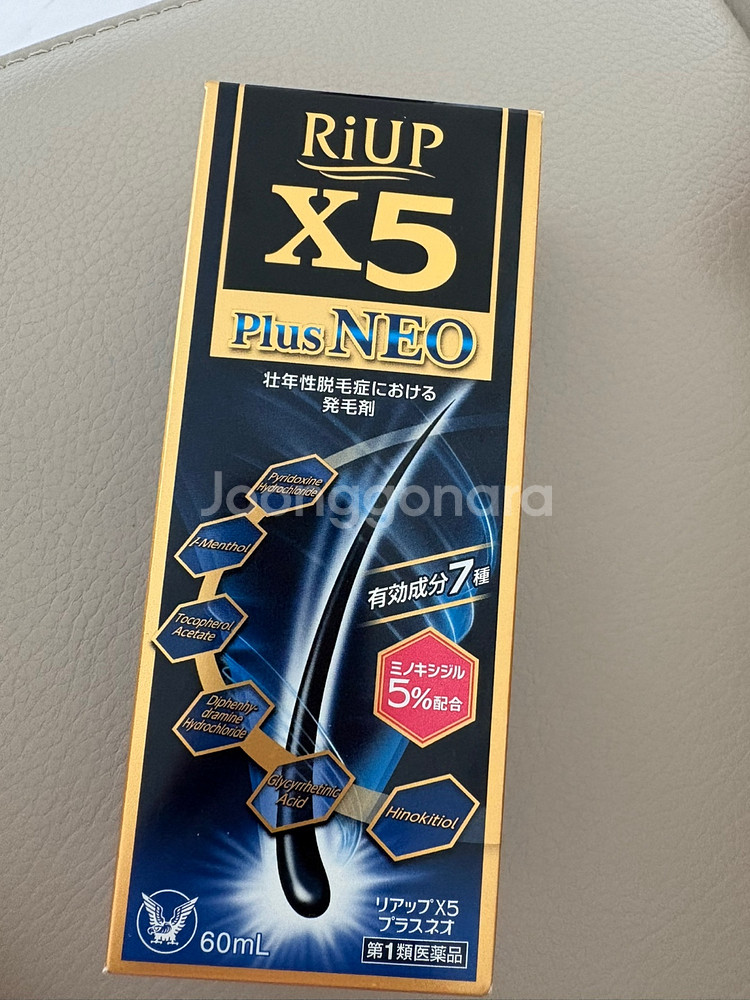 RiUP
X5
Plus NEO
壮年性脱毛症における
発毛剤
Pyridoxine
Hydrochloride
Joonggonara
l-Menthol
有効成分7種
Tocopherol
Acetate
ミノキシジル
5%配合
Diphenhy-
dramine
Hydrochloride
Glycyrrhetinic
Acid
Hinokitiol
リアップX5
プラスネオ
60mL
第1類医薬品